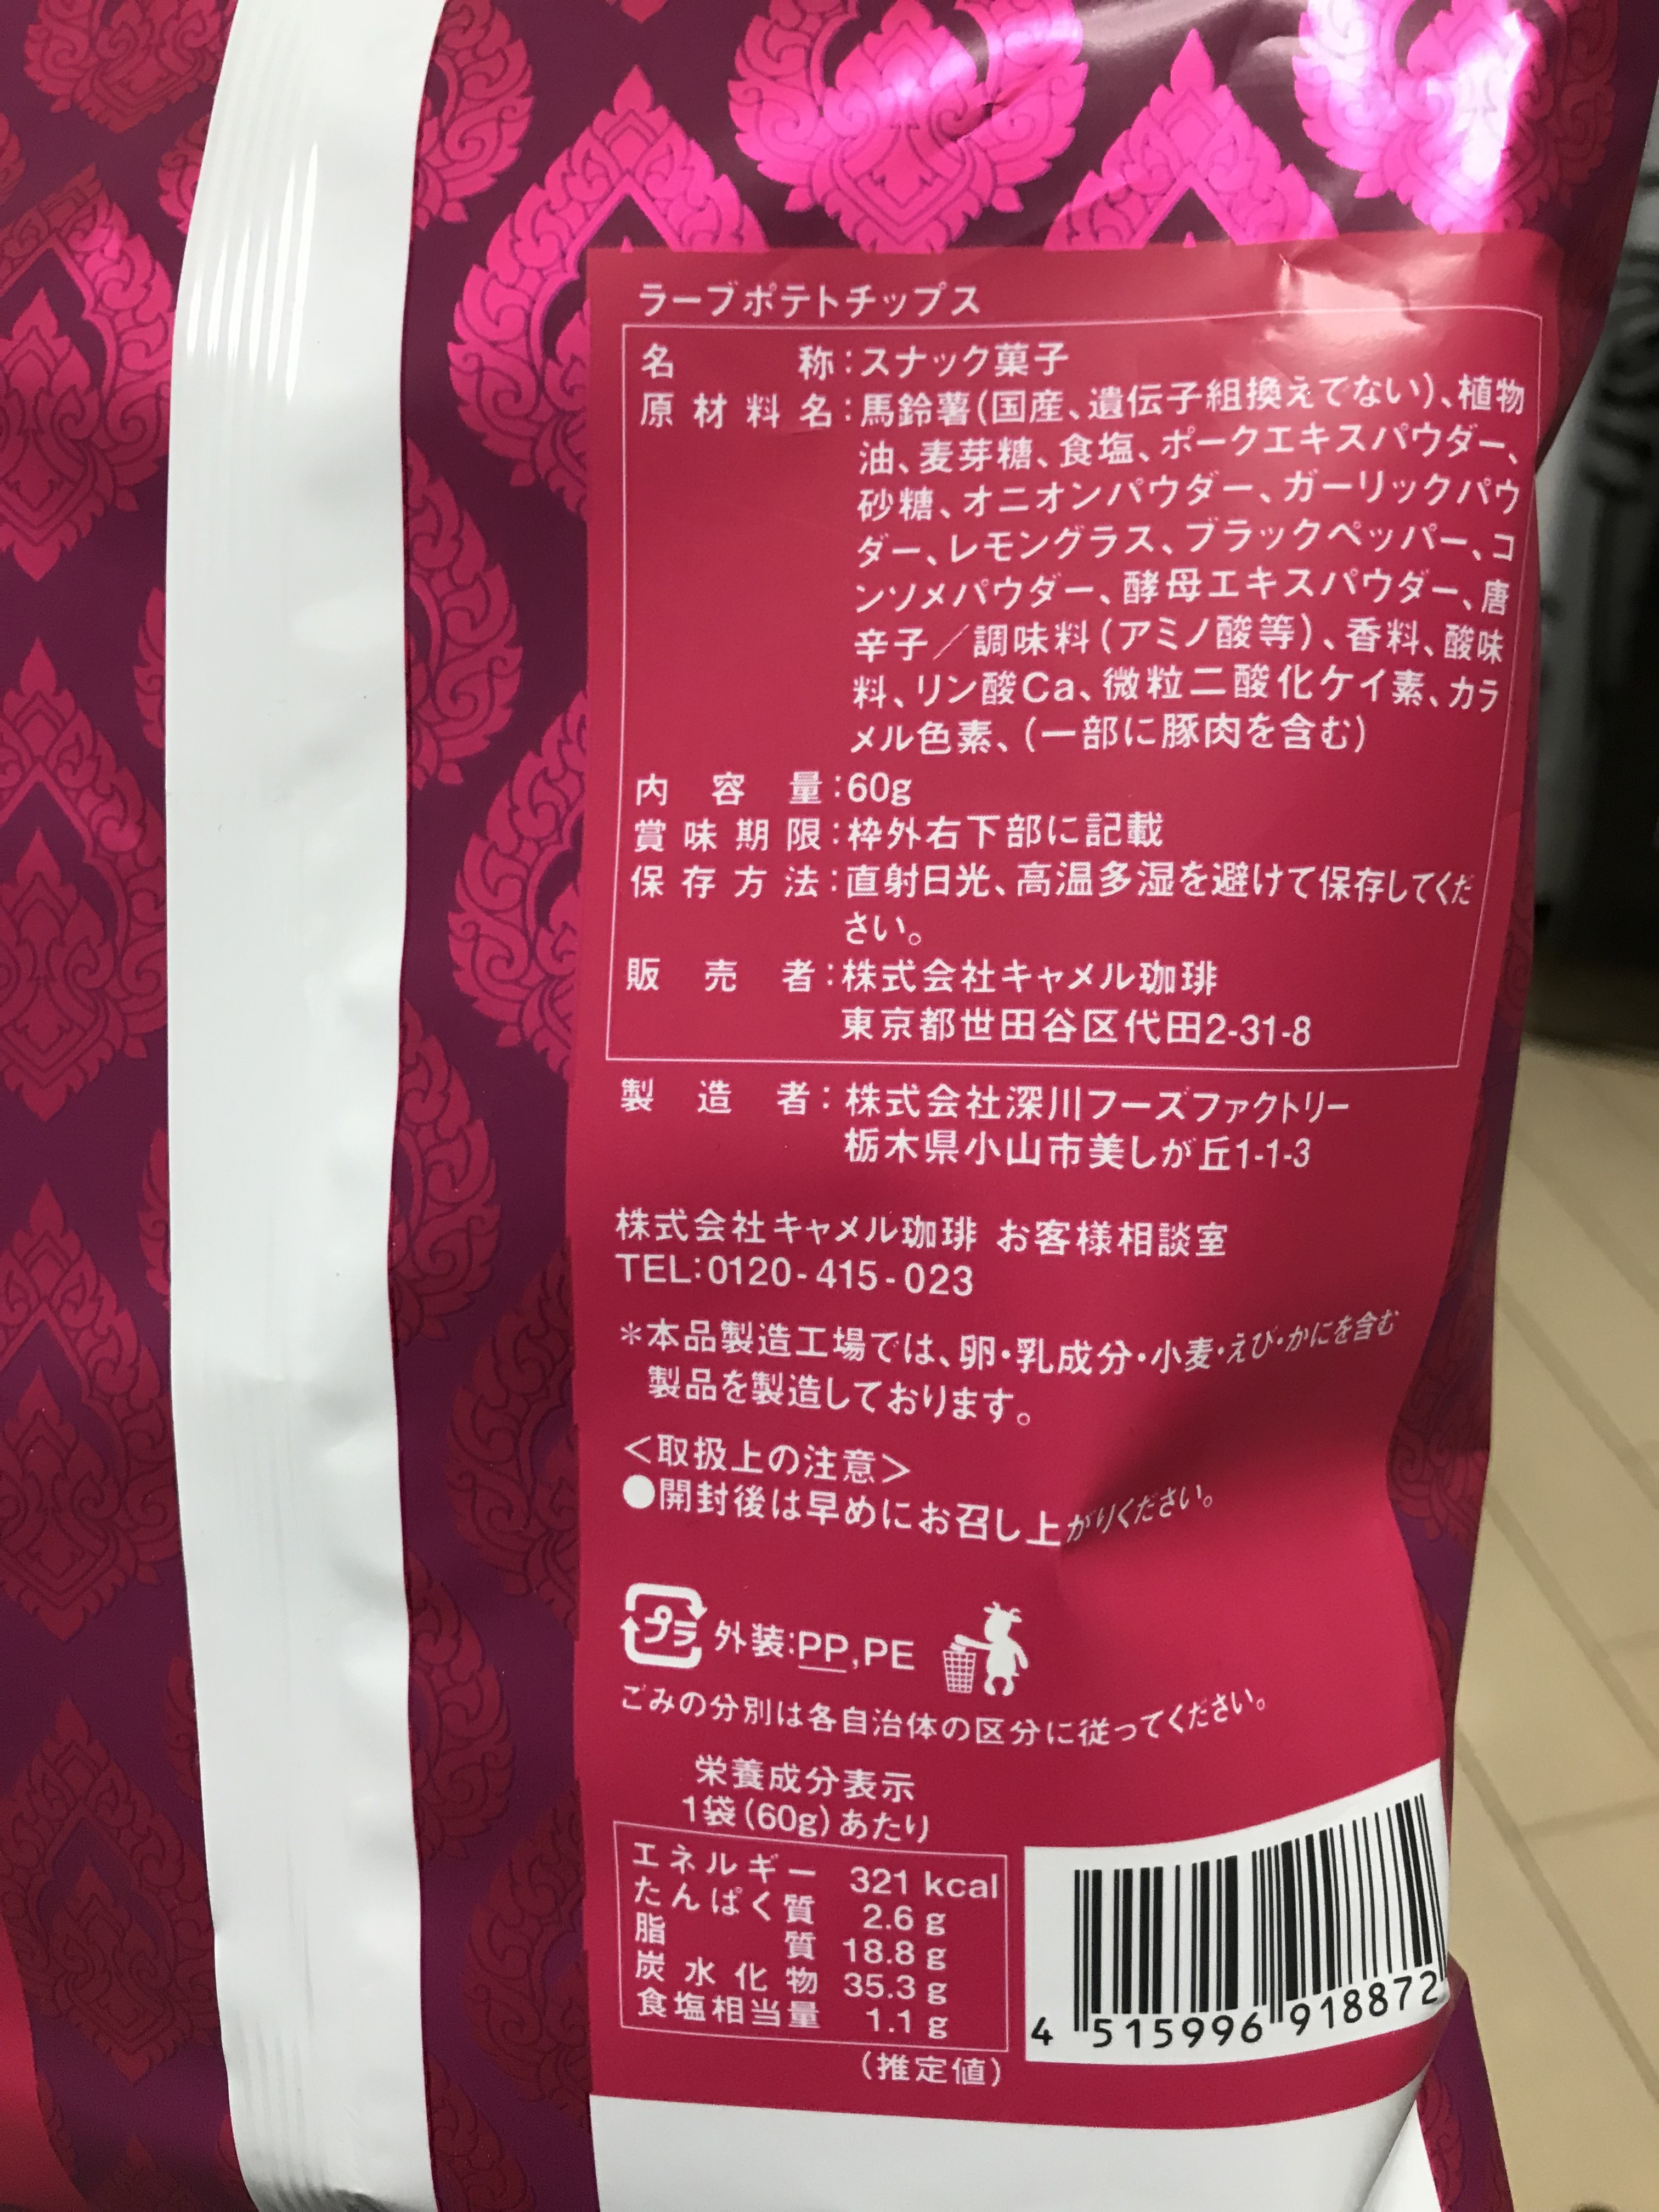 ラープポテトチップス
名称：スナック菓子
原材料名：馬鈴薯(国産、遺伝子組換えでない)、植物
油、麦芽糖、食塩、ポークエキスパウダー、
砂糖、オニオンパウダー、ガーリックパウ
ダー、レモングラス、ブラックペッパー、コ
ンソメパウダー、酵母エキスパウダー、唐
辛子／調味料(アミノ酸等)、香料、酸味
料、リン酸Ca、微粒二酸化ケイ素、カラ
メル色素、(一部に豚肉を含む)
内容量：60g
賞味期限：枠外右下部に記載
保存方法：直射日光、高温多湿を避けて保存してくだ
さい。
販売者：株式会社キャメル珈琲
東京都世田谷区代田2-31-8
製造者：株式会社深川フーズファクトリー
栃木県小山市美しが丘1-1-3
株式会社キャメル珈琲 お客様相談室
TEL:0120-415-023
＊本品製造工場では、卵・乳成分・小麦・えび・かにを含む
製品を製造しております。
＜取扱上の注意＞
●開封後は早めにお召し上がりください。
プラ 外装:PP,PE
ごみの分別は各自治体の区分に従ってください。
栄養成分表示
1袋(60g)あたり
エネルギー 321 kcal
たんぱく質 2.6 g
脂質 18.8 g
炭水化物 35.3 g
食塩相当量 1.1 g
(推定値)
4 515996 918872